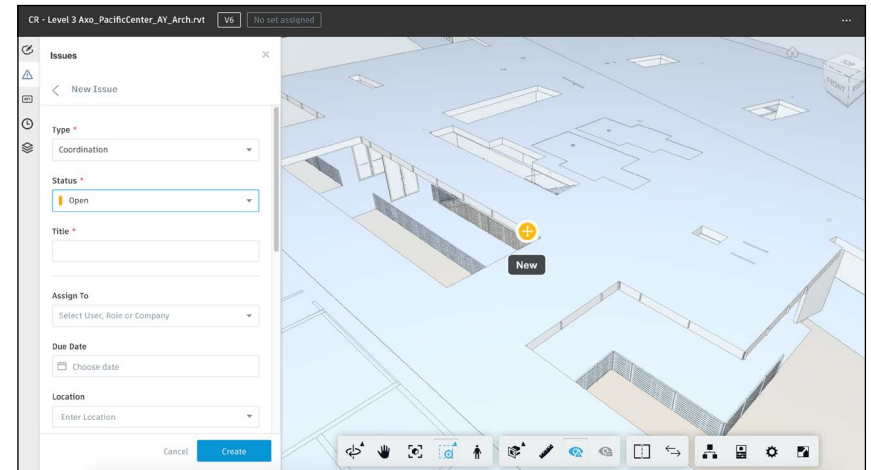 CR - Level 3 Axo_PacificCenter_AY_Arch.rvt V6 No set assigned
Issues
New Issue
Type *
Coordination
Status *
Open
Title *
Assign To
Select User, Role or Company
Due Date
Choose date
Location
Enter Location
Cancel Create
New
TOP
FRONT